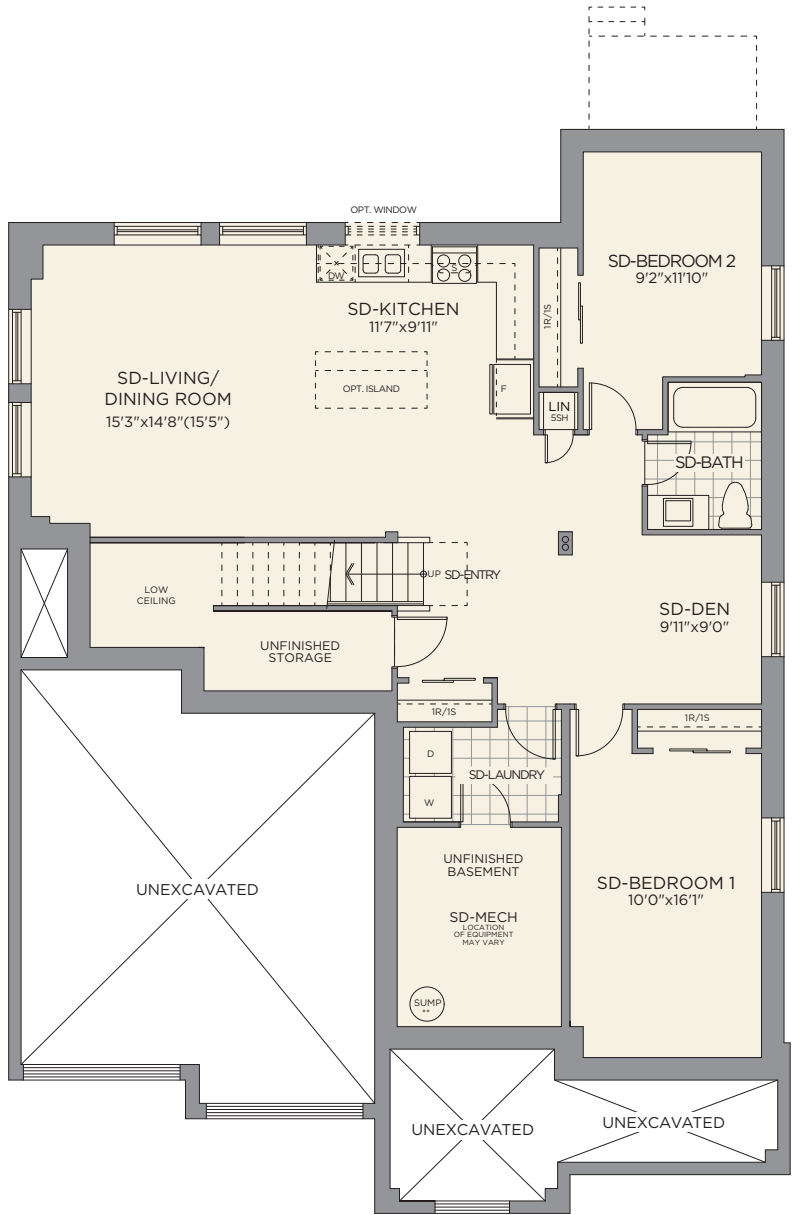 OPT. WINDOW
SD-BEDROOM 2
9'2"x11'10"
DW
S
SD-KITCHEN
11'7"x9'11"
1R/1S
SD-LIVING/
DINING ROOM
15'3"x14'8"(15'5")
OPT. ISLAND
F
LIN
5SH
SD-BATH
UP SD-ENTRY
LOW
CEILING
SD-DEN
9'11"x9'0"
UNFINISHED
STORAGE
1R/1S
1R/1S
D
SD-LAUNDRY
W
UNFINISHED
BASEMENT
UNEXCAVATED
SD-BEDROOM 1
10'0"x16'1"
SD-MECH
LOCATION
OF EQUIPMENT
MAY VARY
SUMP
**
UNEXCAVATED
UNEXCAVATED